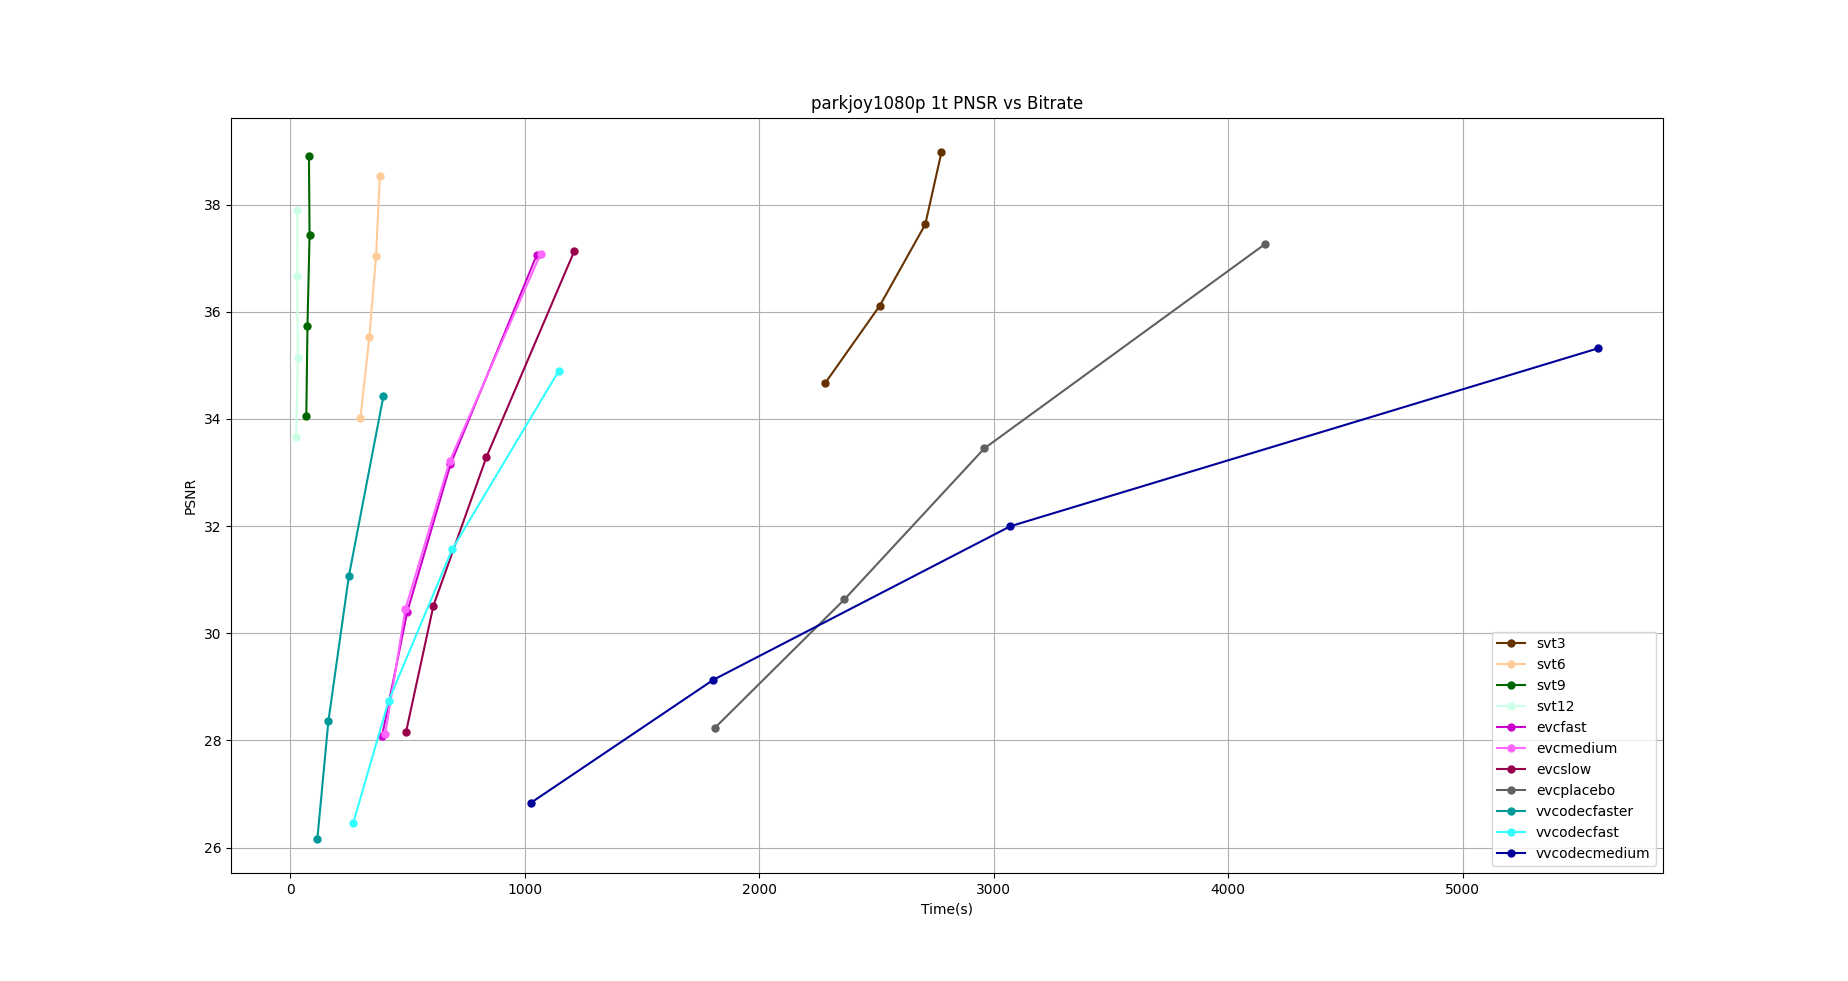 parkjoy1080p 1t PNSR vs Bitrate
PSNR
38
36
34
32
30
28
26
0 1000 2000 3000 4000 5000
Time(s)
svt3
svt6
svt9
svt12
evcfast
evcmedium
evcslow
evcplacebo
vvcodecfaster
vvcodecfast
vvcodecmedium